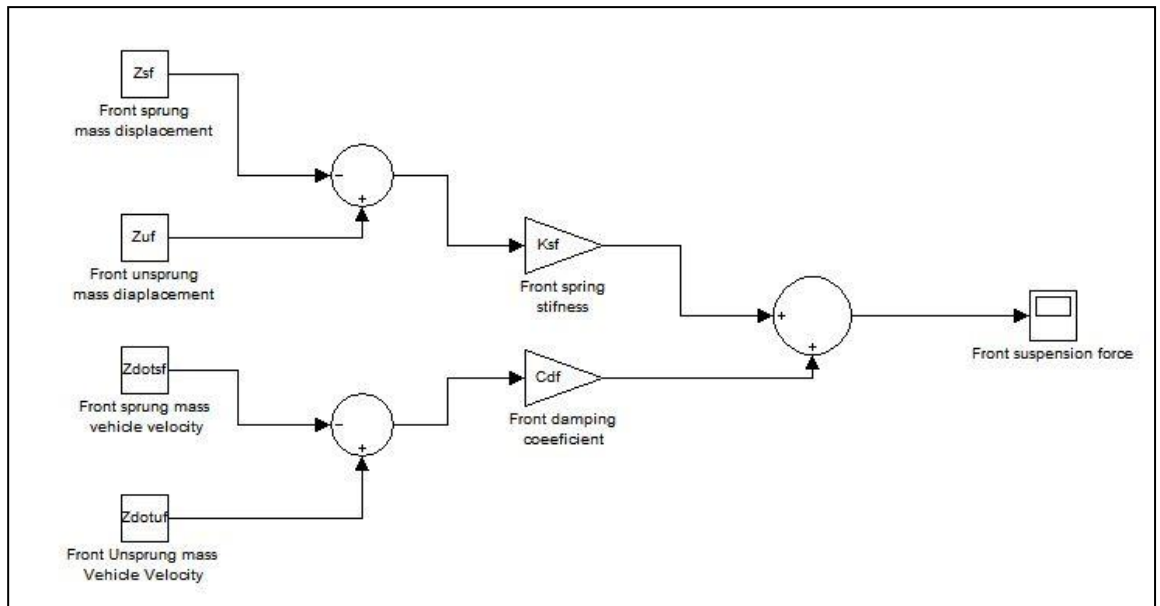 Zsf
Front sprung
mass displacement
-
+
Zuf
Front unsprung
mass diaplacement
Ksf
Front spring
stifness
+
+
Front suspension force
Zdotsf
Front sprung mass
vehicle velocity
-
+
Cdf
Front damping
coeeficient
Zdotuf
Front Unsprung mass
Vehicle Velocity